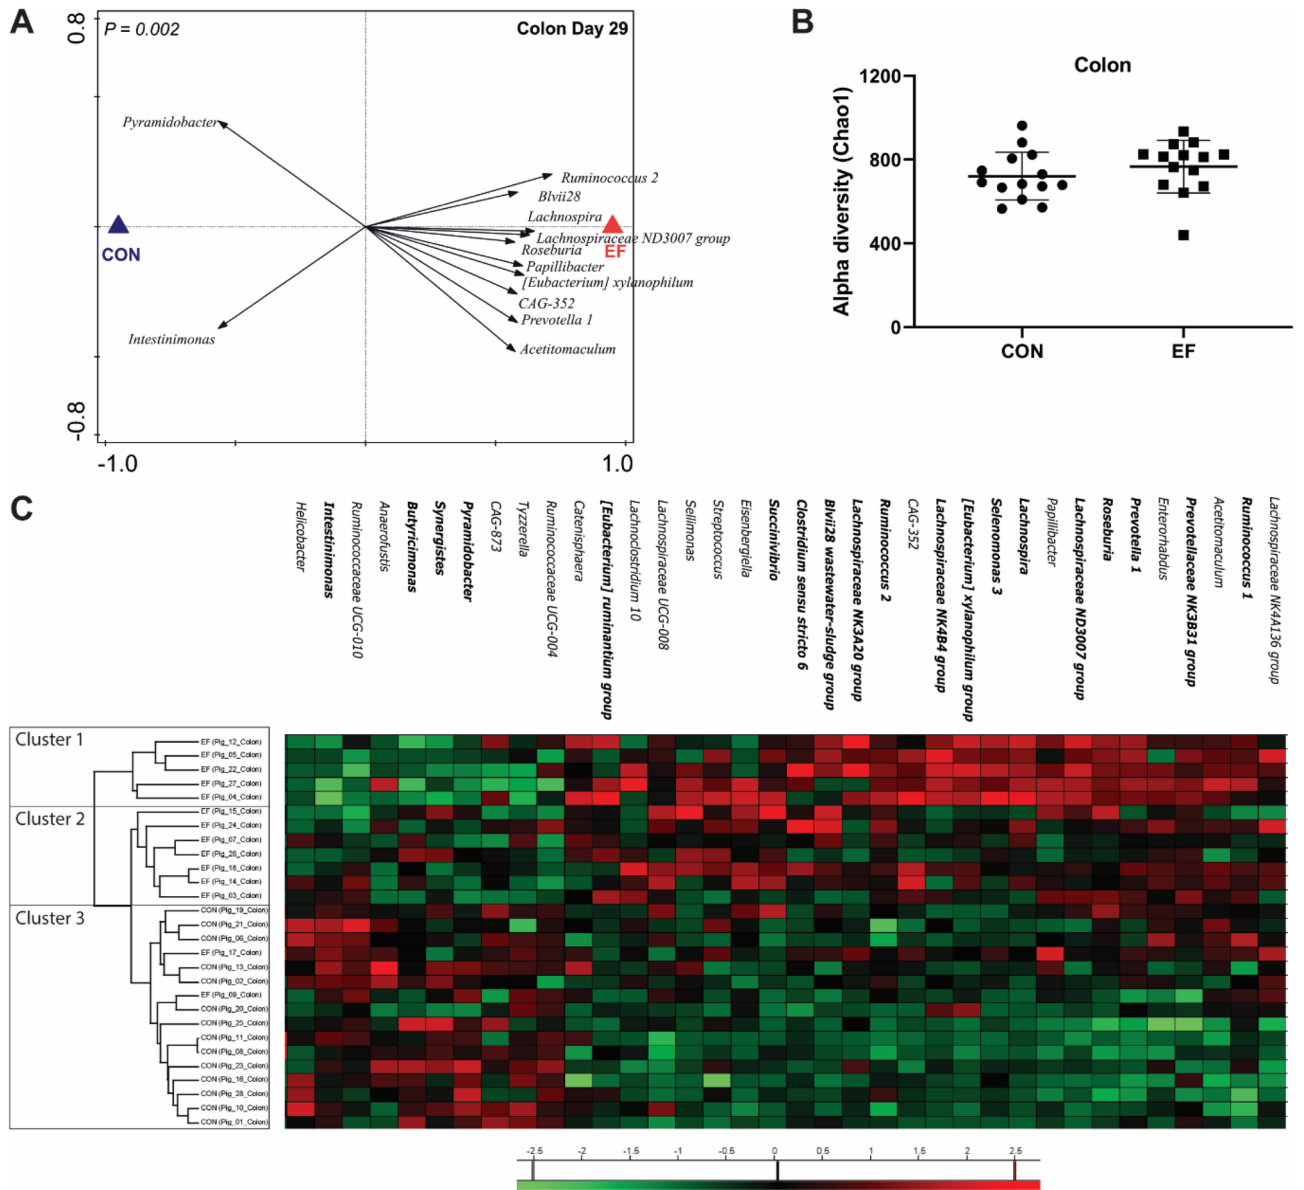 A
P = 0.002
Colon Day 29
0.8
-0.8
Pyramidobacter
Ruminococcus 2
Blvii28
Lachnospira
Lachnospiraceae ND3007 group
CON
Roseburia
EF
Papillibacter
[Eubacterium] xylanophilum
CAG-352
Prevotella 1
Intestinimonas
Acetitomaculum
-1.0
1.0
B
Colon
Alpha diversity (Chao1)
1200
800
400
0
CON
EF
C
Helicobacter
Intestinimonas
Ruminococcaceae UCG-010
Anaerofustis
Butyricimonas
Synergistes
Pyramidobacter
CAG-873
Tyzzerella
Ruminococcaceae UCG-004
Catenisphaera
[Eubacterium] ruminantium group
Lachnoclostridium 10
Lachnospiraceae UCG-008
Sellimonas
Streptococcus
Eisenbergiella
Succinivibrio
Clostridium sensu stricto 6
Blvii28 wastewater-sludge group
Lachnospiraceae NK3A20 group
Ruminococcus 2
CAG-352
Lachnospiraceae NK4B4 group
[Eubacterium] xylanophilum group
Selenomonas 3
Lachnospira
Papillibacter
Lachnospiraceae ND3007 group
Roseburia
Prevotella 1
Enterorhabdus
Prevotellaceae NK3B31 group
Acetitomaculum
Ruminococcus 1
Lachnospiraceae NK4A136 group
Cluster 1
EF (Pig_12_Colon)
EF (Pig_05_Colon)
EF (Pig_22_Colon)
EF (Pig_27_Colon)
EF (Pig_04_Colon)
Cluster 2
EF (Pig_15_Colon)
EF (Pig_24_Colon)
EF (Pig_07_Colon)
EF (Pig_26_Colon)
EF (Pig_18_Colon)
EF (Pig_14_Colon)
EF (Pig_03_Colon)
Cluster 3
CON (Pig_19_Colon)
CON (Pig_21_Colon)
CON (Pig_06_Colon)
EF (Pig_17_Colon)
CON (Pig_13_Colon)
CON (Pig_02_Colon)
EF (Pig_09_Colon)
CON (Pig_20_Colon)
CON (Pig_25_Colon)
CON (Pig_11_Colon)
CON (Pig_08_Colon)
CON (Pig_23_Colon)
CON (Pig_16_Colon)
CON (Pig_28_Colon)
CON (Pig_10_Colon)
CON (Pig_01_Colon)
-2.5 -2 -1.5 -1 -0.5 0 0.5 1 1.5 2 2.5